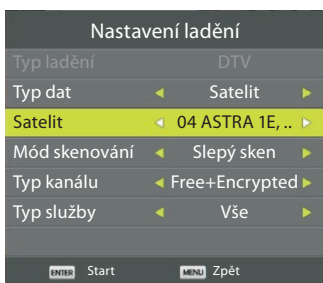 Nastavení ladění
Typ ladění DTV
Typ dat Satelit
Satelit 04 ASTRA 1E, ..
Mód skenování Slepý sken
Typ kanálu Free+Encrypted
Typ služby Vše
ENTER Start MENU Zpět